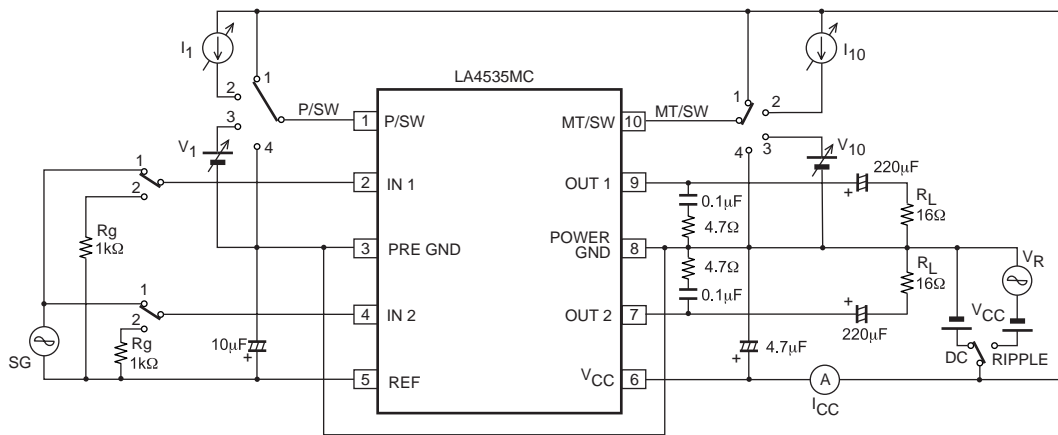 LA4535MC
I1
1
2
3
4
P/SW
V1
1
P/SW
MT/SW
10
MT/SW
1
2
3
4
I10
V10
1
2
2
IN 1
OUT 1
9
0.1μF
4.7Ω
220μF
+
RL
16Ω
Rg
1kΩ
3
PRE GND
POWER
GND
8
4.7Ω
0.1μF
RL
16Ω
VR
1
2
4
IN 2
OUT 2
7
+
220μF
VCC
DC
RIPPLE
SG
Rg
1kΩ
10μF
+
5
REF
VCC
6
4.7μF
+
A
ICC